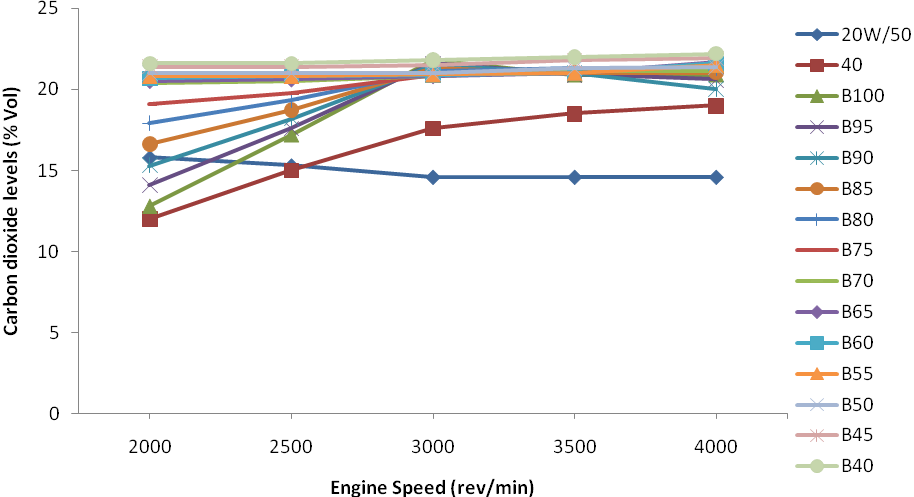 25
20
15
10
5
0
Carbon dioxide levels (% Vol)
2000 2500 3000 3500 4000
Engine Speed (rev/min)
20W/50
40
B100
B95
B90
B85
B80
B75
B70
B65
B60
B55
B50
B45
B40